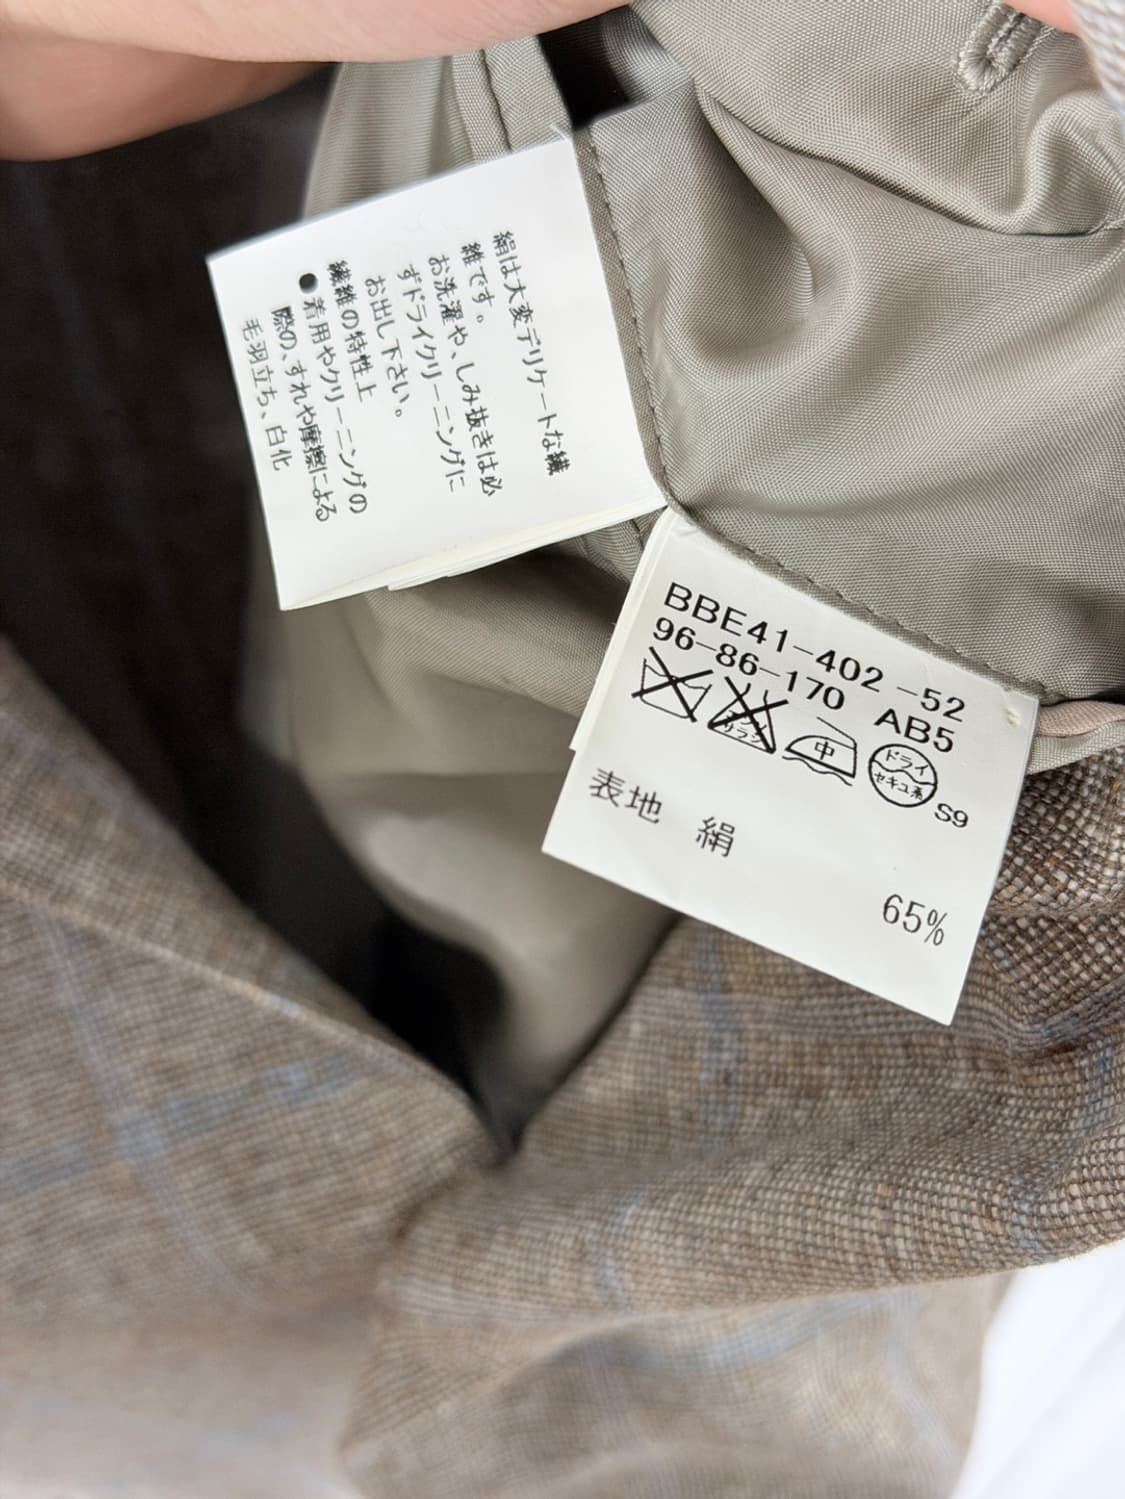 絹は大変デリケートな繊
維です。
お洗濯や、しみ抜きは必
ずドライクリーニングに
お出し下さい。
繊維の特性上
●着用やクリーニングの
際の、すれや摩擦による
毛羽立ち、白化
BBE41-402 -52
96-86-170 AB5
中
ドライ
セキユ系
S9
表地 絹
65%